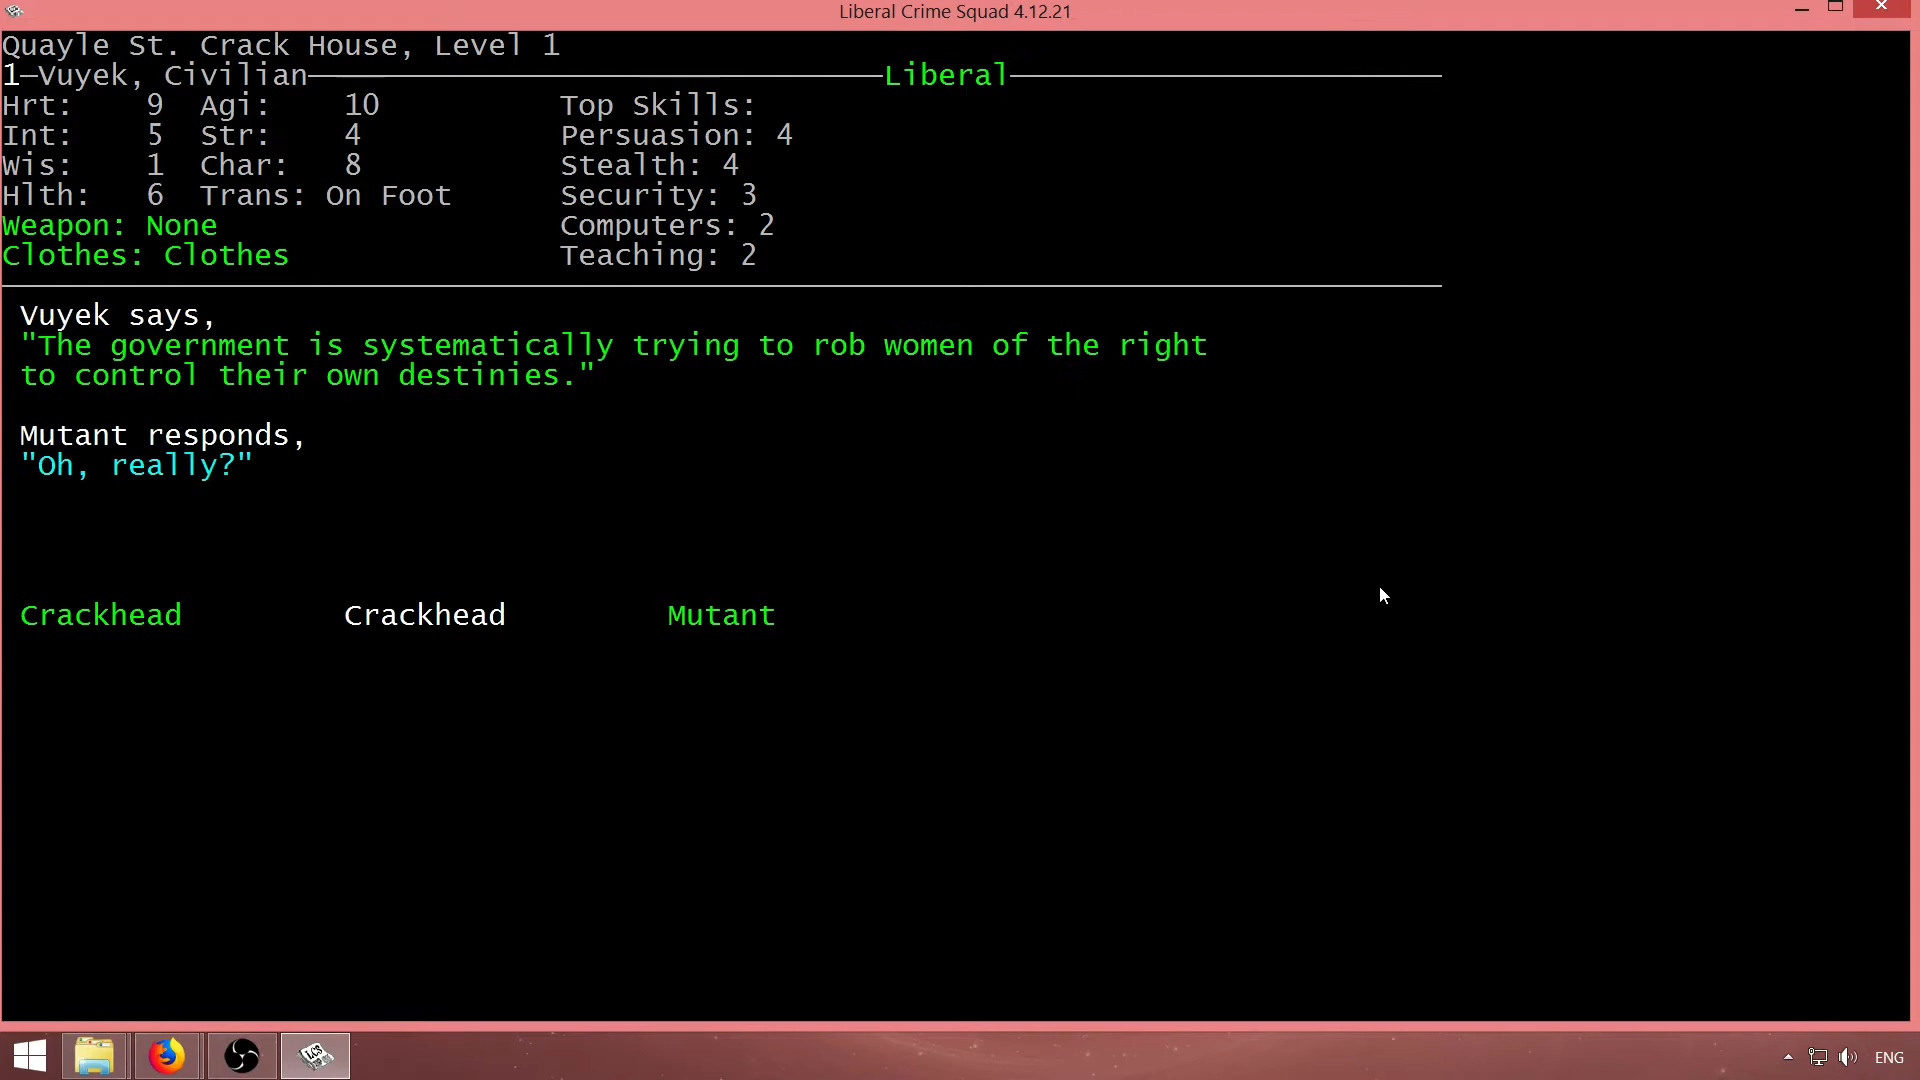 Liberal Crime Squad 4.12.21
Quayle St. Crack House, Level 1
1—Vuyek, Civilian Liberal
Hrt: 9 Agi: 10 Top Skills:
Int: 5 Str: 4 Persuasion: 4
Wis: 1 Char: 8 Stealth: 4
Hlth: 6 Trans: On Foot Security: 3
Weapon: None Computers: 2
Clothes: Clothes Teaching: 2
Vuyek says,
"The government is systematically trying to rob women of the right
to control their own destinies."
Mutant responds,
"Oh, really?"
Crackhead Crackhead Mutant
LCS
ENG